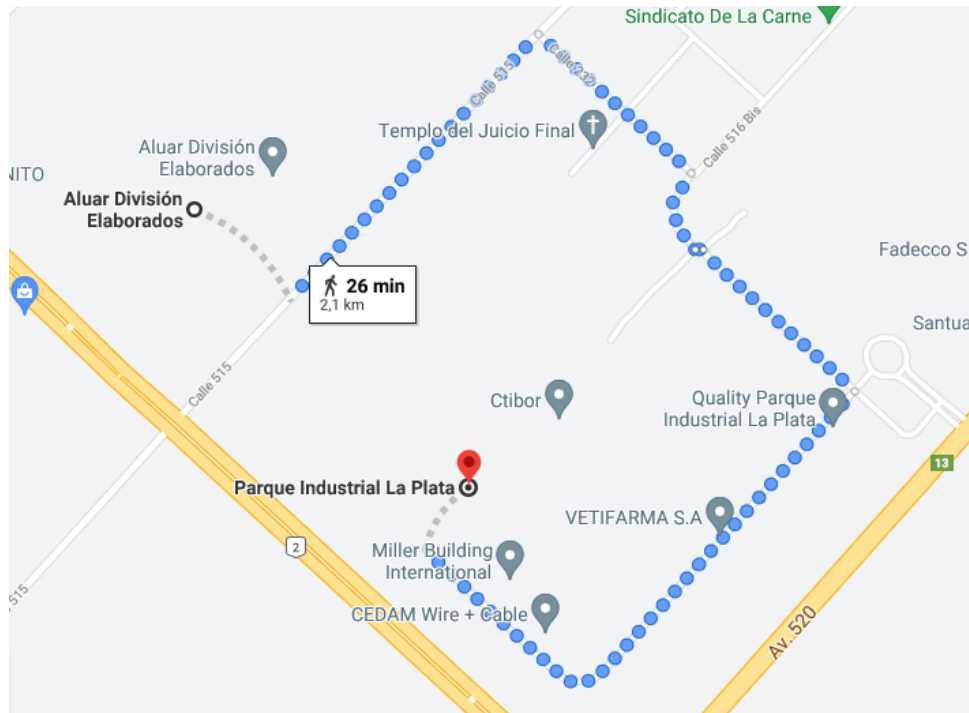 Sindicato De La Carne
Calle 515
Calle 232
Templo del Juicio Final
Calle 516 Bis
Aluar División
Elaborados
NITO
Aluar División
Elaborados
26 min
2,1 km
Fadecco S
Santua
Calle 515
Ctibor
Quality Parque
Industrial La Plata
13
Parque Industrial La Plata
VETIFARMA S.A
2
Miller Building
International
CEDAM Wire + Cable
Av. 520
515